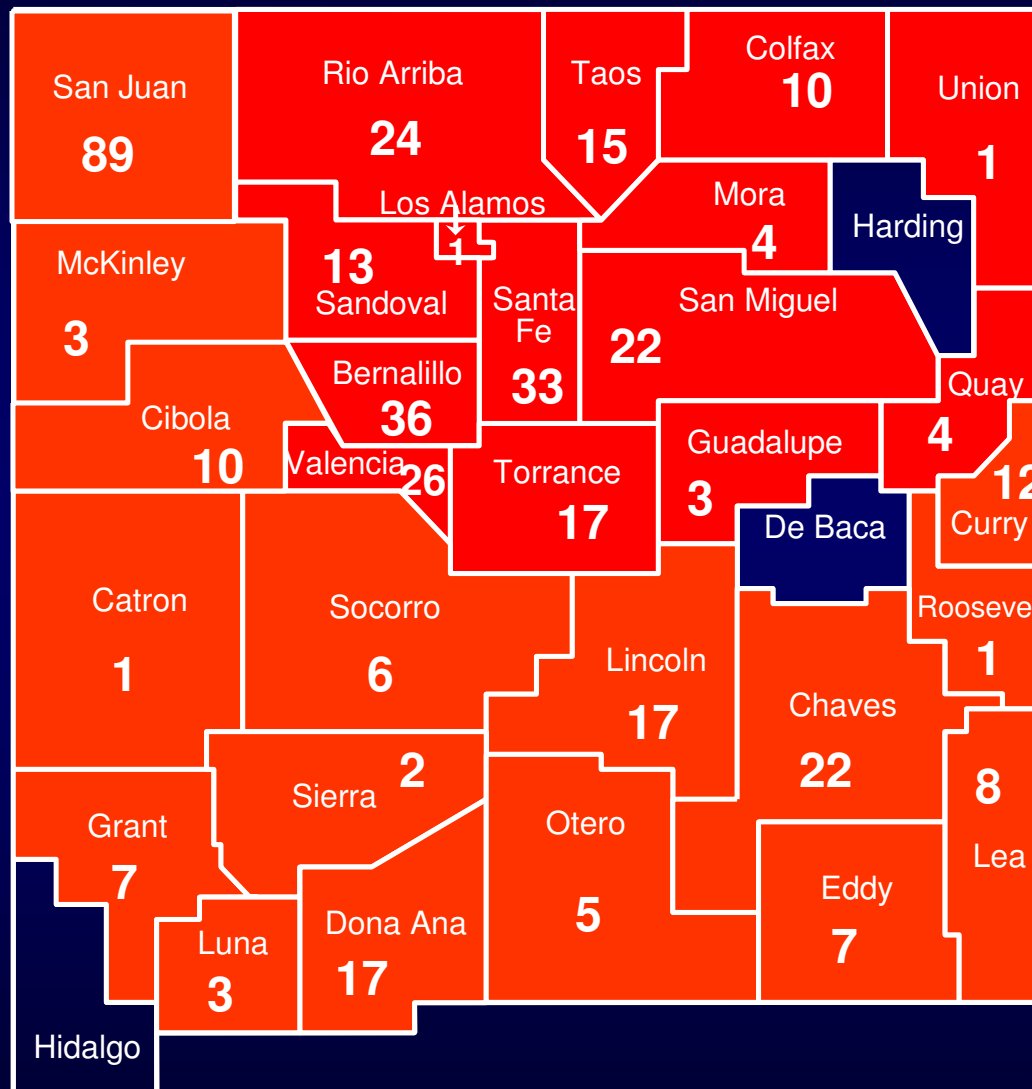 San Juan
89
Rio Arriba
24
Taos
15
Colfax
10
Union
1
Los Alamos
1
Mora
4
Harding
McKinley
3
13
Sandoval
Santa
Fe
33
San Miguel
22
Bernalillo
36
Quay
4
Cibola
10
Valencia
26
Torrance
17
Guadalupe
3
12
Curry
De Baca
Catron
1
Socorro
6
Lincoln
17
Rooseve
1
Chaves
22
2
Sierra
8
Lea
Grant
7
Otero
5
Eddy
7
Luna
3
Dona Ana
17
Hidalgo